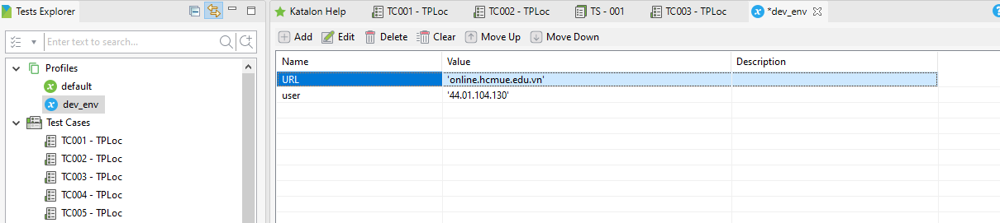 Tests Explorer
Enter text to search...
Profiles
default
dev_env
Test Cases
TC001 - TPLoc
TC002 - TPLoc
TC003 - TPLoc
TC004 - TPLoc
TC005 - TPLoc
Katalon Help TC001 - TPLoc TC002 - TPLoc TS - 001 TC003 - TPLoc *dev_env
Add Edit Delete Clear Move Up Move Down
Name Value Description
URL 'online.hcmue.edu.vn'
user '44.01.104.130'